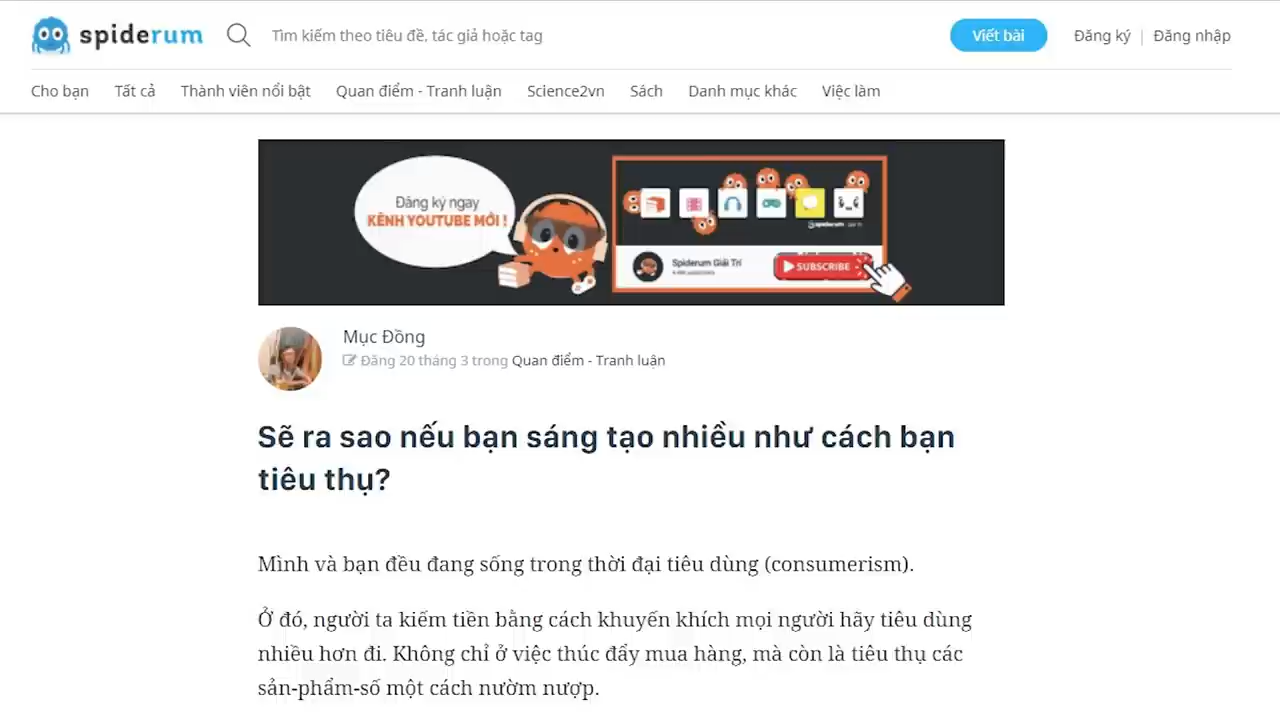 spiderum
Tìm kiếm theo tiêu đề, tác giả hoặc tag
Viết bài
Đăng ký | Đăng nhập
Cho bạn Tất cả Thành viên nổi bật Quan điểm - Tranh luận Science2vn Sách Danh mục khác Việc làm
Đăng ký ngay
KÊNH YOUTUBE MỚI !
spiderum
Spiderum Giải Trí
SUBSCRIBE
Mục Đồng
Đăng 20 tháng 3 trong Quan điểm - Tranh luận
Sẽ ra sao nếu bạn sáng tạo nhiều như cách bạn
tiêu thụ?
Mình và bạn đều đang sống trong thời đại tiêu dùng (consumerism).
Ở đó, người ta kiếm tiền bằng cách khuyến khích mọi người hãy tiêu dùng
nhiều hơn đi. Không chỉ ở việc thúc đẩy mua hàng, mà còn là tiêu thụ các
sản-phẩm-số một cách nườm nượp.